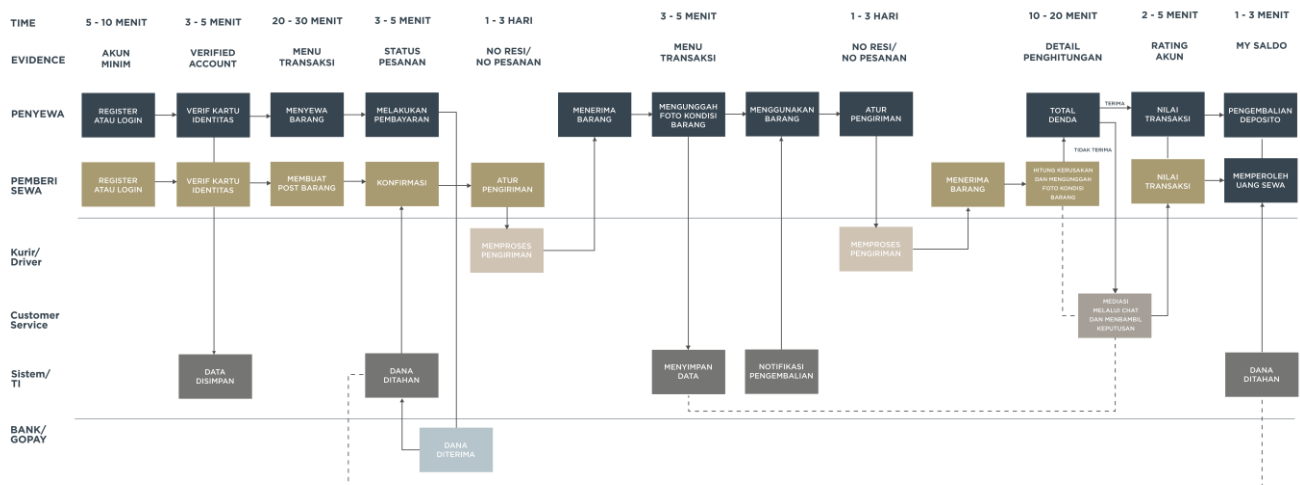 TIME
5 - 10 MENIT
3 - 5 MENIT
20 - 30 MENIT
3 - 5 MENIT
1 - 3 HARI
3 - 5 MENIT
1 - 3 HARI
10 - 20 MENIT
2 - 5 MENIT
1 - 3 MENIT
EVIDENCE
AKUN
MINIM
VERIFIED
ACCOUNT
MENU
TRANSAKSI
STATUS
PESANAN
NO RESI/
NO PESANAN
MENU
TRANSAKSI
NO RESI/
NO PESANAN
DETAIL
PENGHITUNGAN
RATING
AKUN
MY SALDO
PENYEWA
REGISTER
ATAU LOGIN
VERIF KARTU
IDENTITAS
MENYEWA
BARANG
MELAKUKAN
PEMBAYARAN
MENERIMA
BARANG
MENGUNGGAH
FOTO KONDISI
BARANG
MENGGUNAKAN
BARANG
ATUR
PENGIRIMAN
TOTAL
DENDA
TERIMA
TIDAK TERIMA
NILAI
TRANSAKSI
PENGEMBALIAN
DEPOSITO
PEMBERI
SEWA
REGISTER
ATAU LOGIN
VERIF KARTU
IDENTITAS
MEMBUAT
POST BARANG
KONFIRMASI
ATUR
PENGIRIMAN
MENERIMA
BARANG
HITUNG KERUSAKAN
DAN MENGUNGGAH
FOTO KONDISI
BARANG
NILAI
TRANSAKSI
MEMPEROLEH
UANG SEWA
Kurir/
Driver
MEMPROSES
PENGIRIMAN
MEMPROSES
PENGIRIMAN
Customer
Service
MEDIASI
MELALUI CHAT
DAN MENBAMBIL
KEPUTUSAN
Sistem/
TI
DATA
DISIMPAN
DANA
DITAHAN
MENYIMPAN
DATA
NOTIFIKASI
PENGEMBALIAN
DANA
DITAHAN
BANK/
GOPAY
DANA
DITERIMA